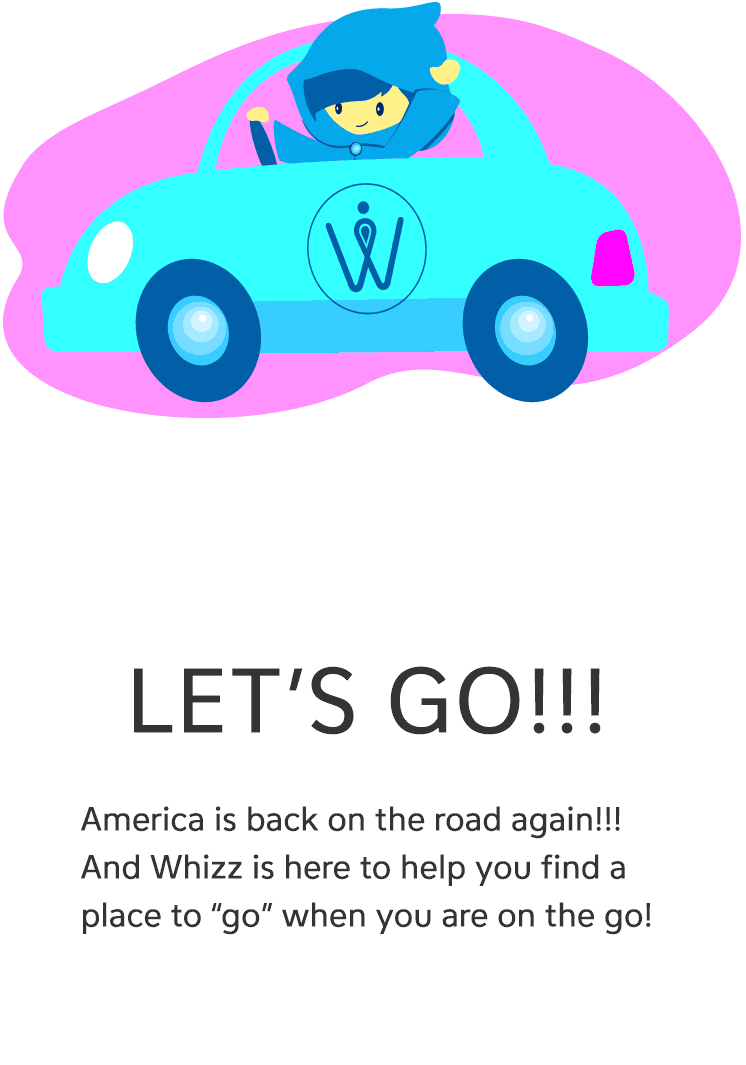 W
LET’S GO!!!
America is back on the road again!!!
And Whizz is here to help you find a
place to “go” when you are on the go!